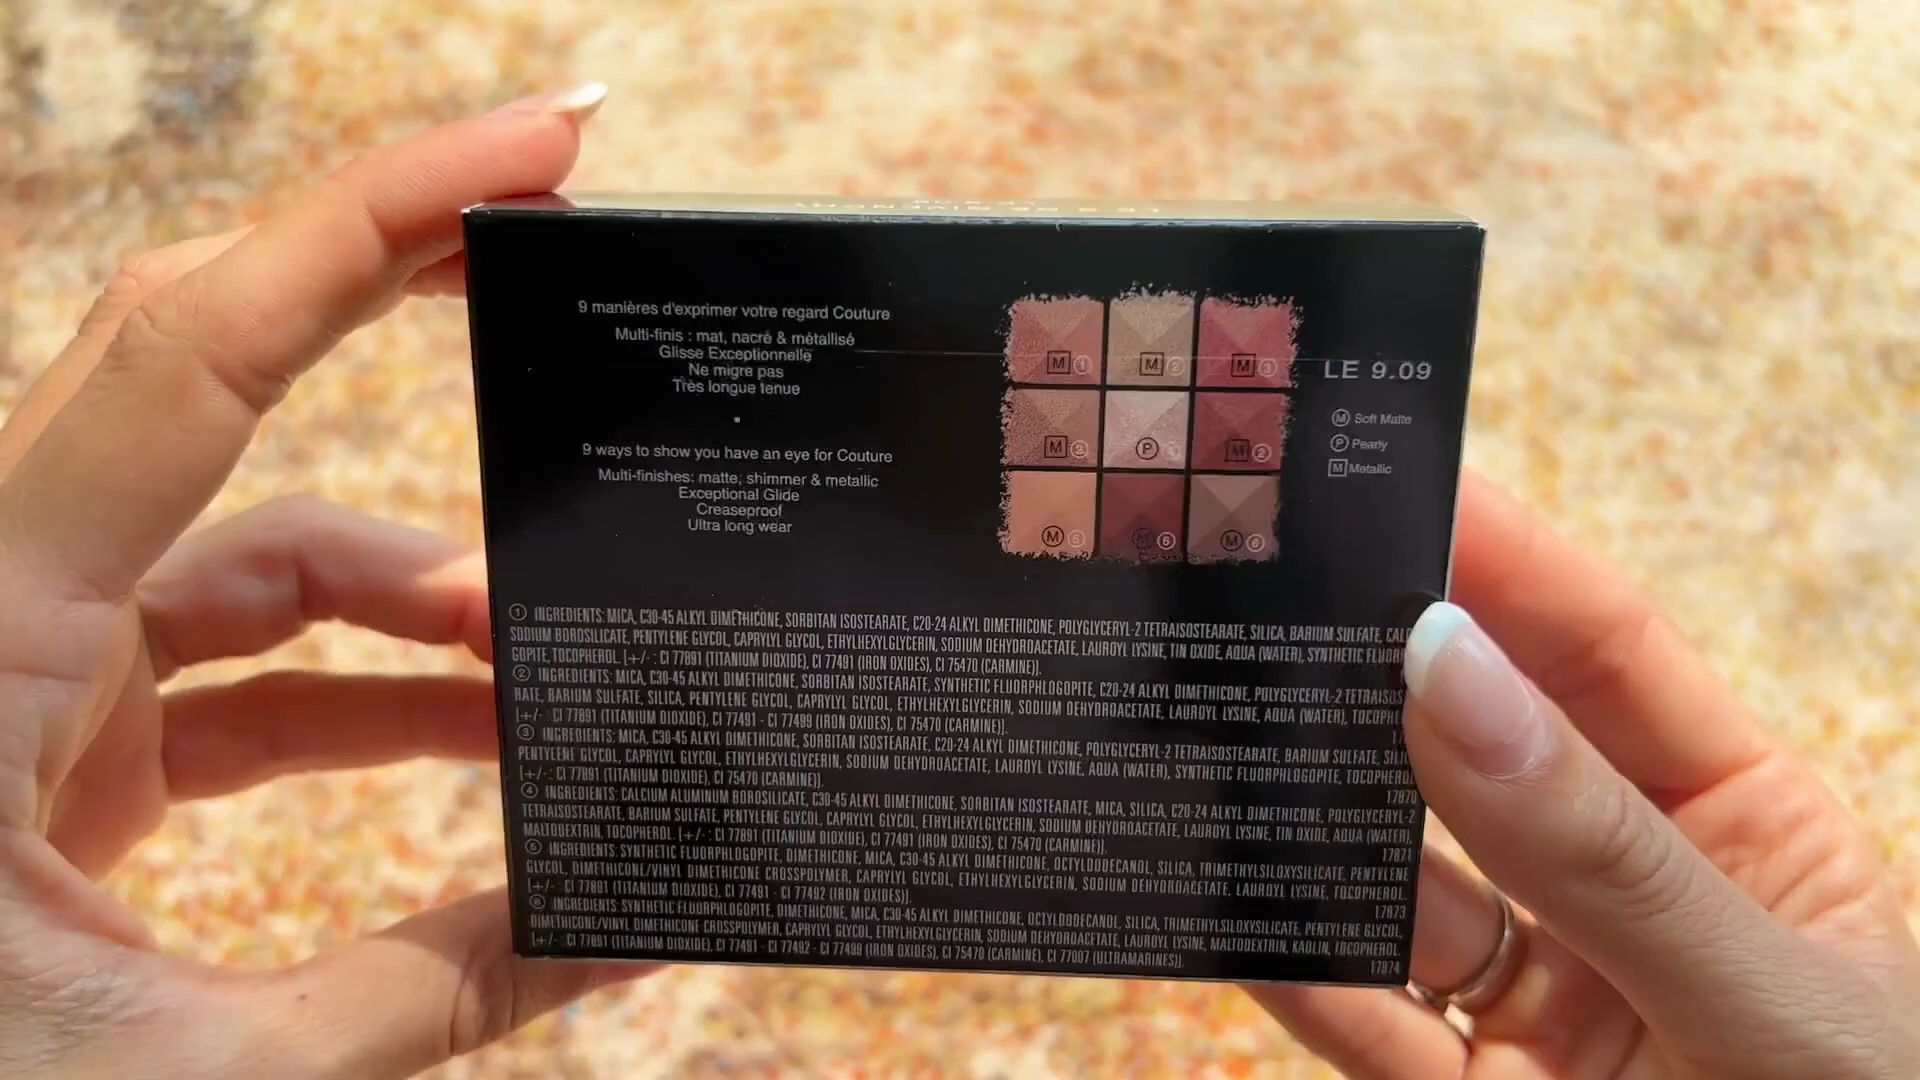 9 manières d'exprimer votre regard Couture
Multi-finis : mat, nacré & métallisé
Glisse Exceptionnelle
Ne migre pas
Très longue tenue
9 ways to show you have an eye for Couture
Multi-finishes: matte, shimmer & metallic
Exceptional Glide
Creaseproof
Ultra long wear
M 1 M 2 M 3
M 2 P M 2
M 5 M 6 M 6
LE 9.09
M Soft Matte
P Pearly
M Metallic
1 INGREDIENTS: MICA, C30-45 ALKYL DIMETHICONE, SORBITAN ISOSTEARATE, C20-24 ALKYL DIMETHICONE, POLYGLYCERYL-2 TETRAISOSTEARATE, SILICA, BARIUM SULFATE,
SODIUM BOROSILICATE, PENTYLENE GLYCOL, CAPRYLYL GLYCOL, ETHYLHEXYLGLYCERIN, SODIUM DEHYDROACETATE, LAUROYL LYSINE, TIN OXIDE, AQUA (WATER), SYNTHETIC
GOPITE, TOCOPHEROL. [+/- : CI 77891 (TITANIUM DIOXIDE), CI 77491 (IRON OXIDES), CI 75470 (CARMINE)].
2 INGREDIENTS: MICA, C30-45 ALKYL DIMETHICONE, SORBITAN ISOSTEARATE, SYNTHETIC FLUORPHLOGOPITE, C20-24 ALKYL DIMETHICONE, POLYGLYCERYL-2
RATE, BARIUM SULFATE, SILICA, PENTYLENE GLYCOL, CAPRYLYL GLYCOL, ETHYLHEXYLGLYCERIN, SODIUM DEHYDROACETATE, LAUROYL LYSINE, AQUA (WATER),
[+/- : CI 77891 (TITANIUM DIOXIDE), CI 77491 - CI 77499 (IRON OXIDES), CI 75470 (CARMINE)].
3 INGREDIENTS: MICA, C30-45 ALKYL DIMETHICONE, SORBITAN ISOSTEARATE, C20-24 ALKYL DIMETHICONE, POLYGLYCERYL-2 TETRAISOSTEARATE, BARIUM SULFATE,
PENTYLENE GLYCOL, CAPRYLYL GLYCOL, ETHYLHEXYLGLYCERIN, SODIUM DEHYDROACETATE, LAUROYL LYSINE, AQUA (WATER), SYNTHETIC FLUORPHLOGOPITE,
[+/- : CI 77891 (TITANIUM DIOXIDE), CI 75470 (CARMINE)].
17870
4 INGREDIENTS: CALCIUM ALUMINUM BOROSILICATE, C30-45 ALKYL DIMETHICONE, SORBITAN ISOSTEARATE, MICA, SILICA, C20-24 ALKYL DIMETHICONE, POLYGLYCERYL-2
TETRAISOSTEARATE, BARIUM SULFATE, PENTYLENE GLYCOL, CAPRYLYL GLYCOL, ETHYLHEXYLGLYCERIN, SODIUM DEHYDROACETATE, LAUROYL LYSINE, TIN OXIDE, AQUA (WATER),
MALTODEXTRIN, TOCOPHEROL. [+/- : CI 77891 (TITANIUM DIOXIDE), CI 77491 (IRON OXIDES), CI 75470 (CARMINE)].
17871
5 INGREDIENTS: SYNTHETIC FLUORPHLOGOPITE, DIMETHICONE, MICA, C30-45 ALKYL DIMETHICONE, OCTYLDODECANOL, SILICA, TRIMETHYLSILOXYSILICATE, PENTYLENE
GLYCOL, DIMETHICONE/VINYL DIMETHICONE CROSSPOLYMER, CAPRYLYL GLYCOL, ETHYLHEXYLGLYCERIN, SODIUM DEHYDROACETATE, LAUROYL LYSINE, TOCOPHEROL.
[+/- : CI 77891 (TITANIUM DIOXIDE), CI 77491 - CI 77492 (IRON OXIDES)].
17873
6 INGREDIENTS: SYNTHETIC FLUORPHLOGOPITE, DIMETHICONE, MICA, C30-45 ALKYL DIMETHICONE, OCTYLDODECANOL, SILICA, TRIMETHYLSILOXYSILICATE, PENTYLENE GLYCOL,
DIMETHICONE/VINYL DIMETHICONE CROSSPOLYMER, CAPRYLYL GLYCOL, ETHYLHEXYLGLYCERIN, SODIUM DEHYDROACETATE, LAUROYL LYSINE, MALTODEXTRIN, KAOLIN, TOCOPHEROL.
[+/- : CI 77891 (TITANIUM DIOXIDE), CI 77491 - CI 77492 - CI 77499 (IRON OXIDES), CI 75470 (CARMINE), CI 77007 (ULTRAMARINES)].
17874